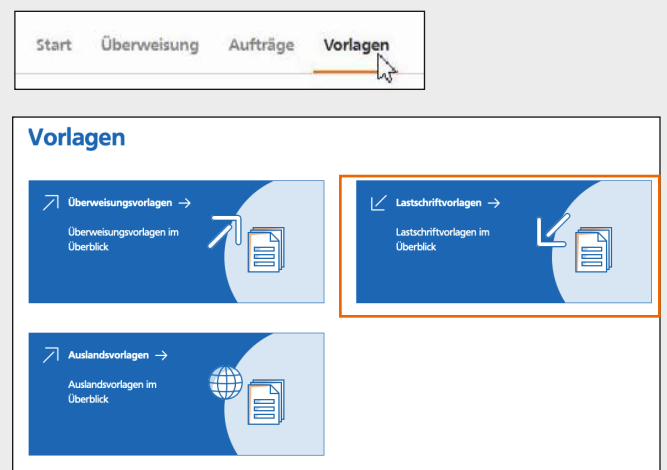 Start Überweisung Aufträge Vorlagen
Vorlagen
Überweisungsvorlagen →
Überweisungsvorlagen im
Überblick
Lastschriftvorlagen →
Lastschriftvorlagen im
Überblick
Auslandsvorlagen →
Auslandsvorlagen im
Überblick